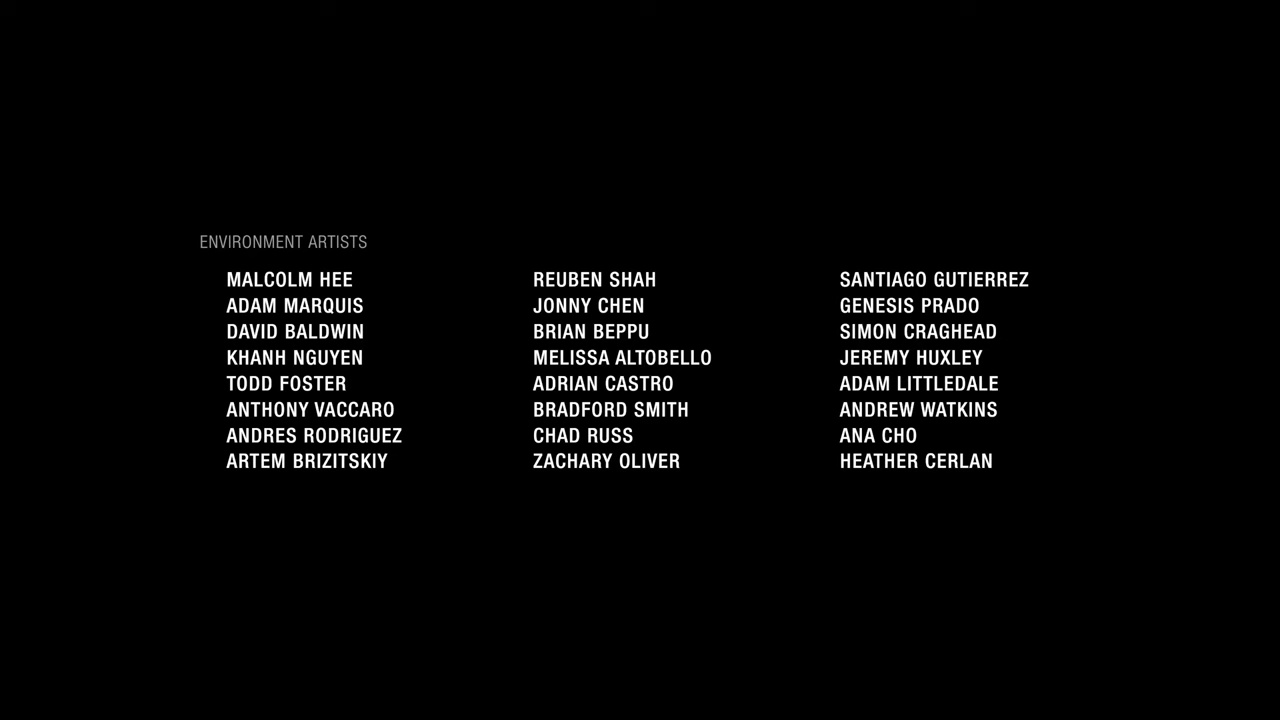 ENVIRONMENT ARTISTS
MALCOLM HEE
ADAM MARQUIS
DAVID BALDWIN
KHANH NGUYEN
TODD FOSTER
ANTHONY VACCARO
ANDRES RODRIGUEZ
ARTEM BRIZITSKIY
REUBEN SHAH
JONNY CHEN
BRIAN BEPPU
MELISSA ALTOBELLO
ADRIAN CASTRO
BRADFORD SMITH
CHAD RUSS
ZACHARY OLIVER
SANTIAGO GUTIERREZ
GENESIS PRADO
SIMON CRAGHEAD
JEREMY HUXLEY
ADAM LITTLEDALE
ANDREW WATKINS
ANA CHO
HEATHER CERLAN